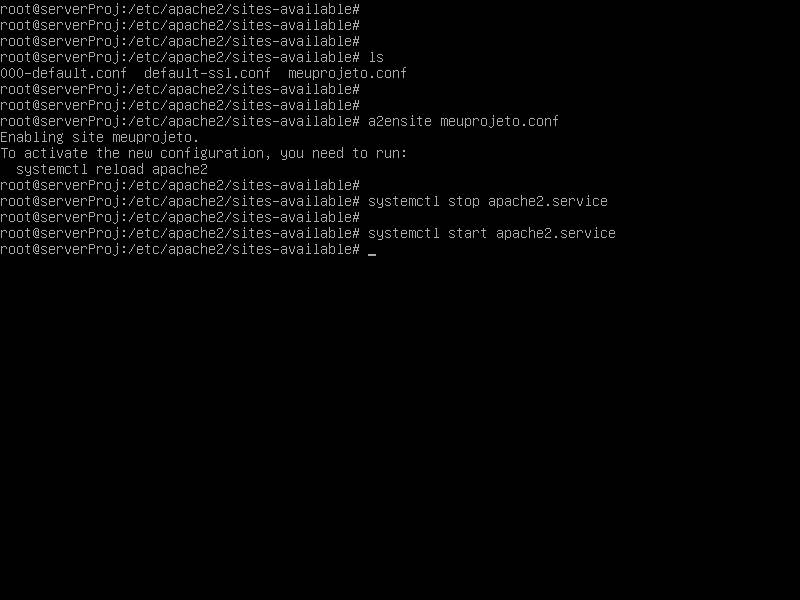 root@serverProj:/etc/apache2/sites-available#
root@serverProj:/etc/apache2/sites-available#
root@serverProj:/etc/apache2/sites-available#
root@serverProj:/etc/apache2/sites-available# ls
000-default.conf  default-ssl.conf  meuprojeto.conf
root@serverProj:/etc/apache2/sites-available#
root@serverProj:/etc/apache2/sites-available#
root@serverProj:/etc/apache2/sites-available# a2ensite meuprojeto.conf
Enabling site meuprojeto.
To activate the new configuration, you need to run:
  systemctl reload apache2
root@serverProj:/etc/apache2/sites-available#
root@serverProj:/etc/apache2/sites-available# systemctl stop apache2.service
root@serverProj:/etc/apache2/sites-available#
root@serverProj:/etc/apache2/sites-available# systemctl start apache2.service
root@serverProj:/etc/apache2/sites-available# _